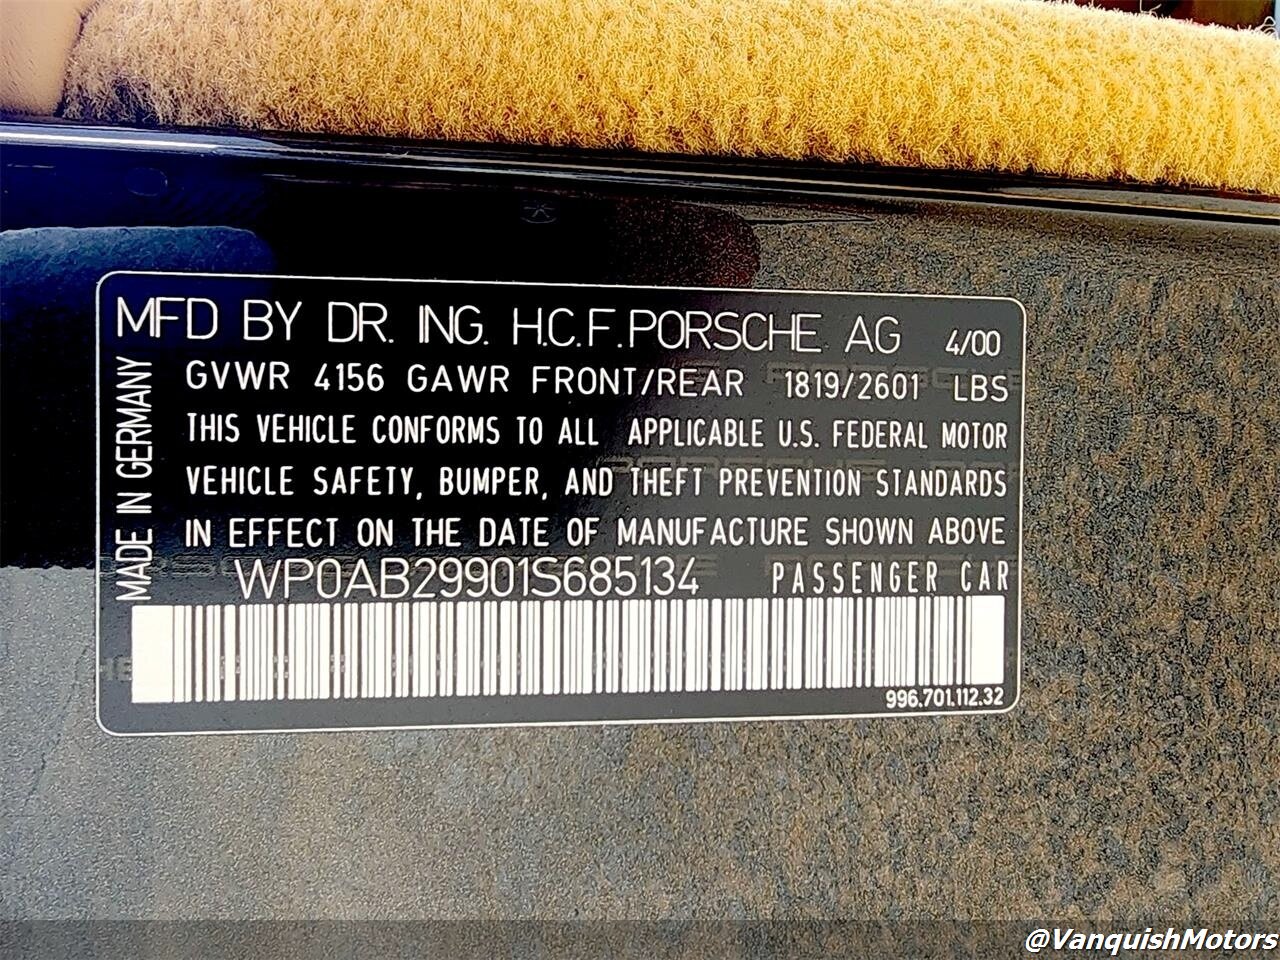 MFD BY DR. ING. H.C.F. PORSCHE AG 4/00
GVWR 4156 GAWR FRONT/REAR 1819/2601 LBS
THIS VEHICLE CONFORMS TO ALL APPLICABLE U.S. FEDERAL MOTOR
VEHICLE SAFETY, BUMPER, AND THEFT PREVENTION STANDARDS
IN EFFECT ON THE DATE OF MANUFACTURE SHOWN ABOVE
WP0AB29901S685134 PASSENGER CAR
996.701.112.32
MADE IN GERMANY
@VanquishMotors